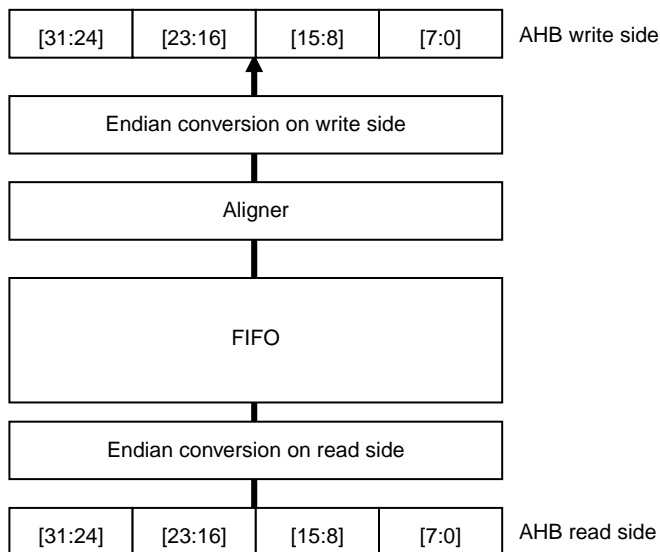 [31:24] [23:16] [15:8] [7:0] AHB write side
Endian conversion on write side
Aligner
FIFO
Endian conversion on read side
[31:24] [23:16] [15:8] [7:0] AHB read side